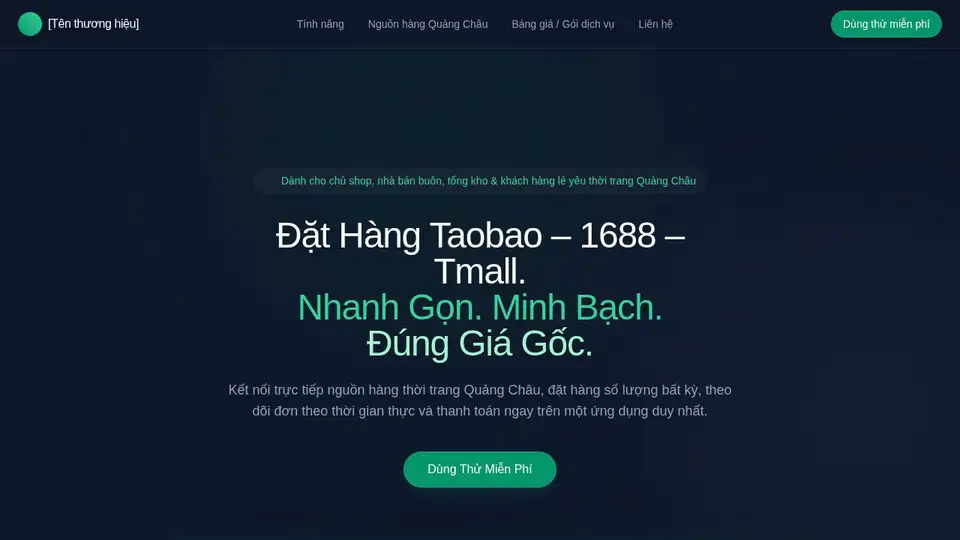 [Tên thương hiệu]
Tính năng
Nguồn hàng Quảng Châu
Bảng giá / Gói dịch vụ
Liên hệ
Dùng thử miễn phí
Dành cho chủ shop, nhà bán buôn, tổng kho & khách hàng lẻ yêu thời trang Quảng Châu
Đặt Hàng Taobao – 1688 –
Tmall.
Nhanh Gọn. Minh Bạch.
Đúng Giá Gốc.
Kết nối trực tiếp nguồn hàng thời trang Quảng Châu, đặt hàng số lượng bất kỳ, theo
dõi đơn theo thời gian thực và thanh toán ngay trên một ứng dụng duy nhất.
Dùng Thử Miễn Phí